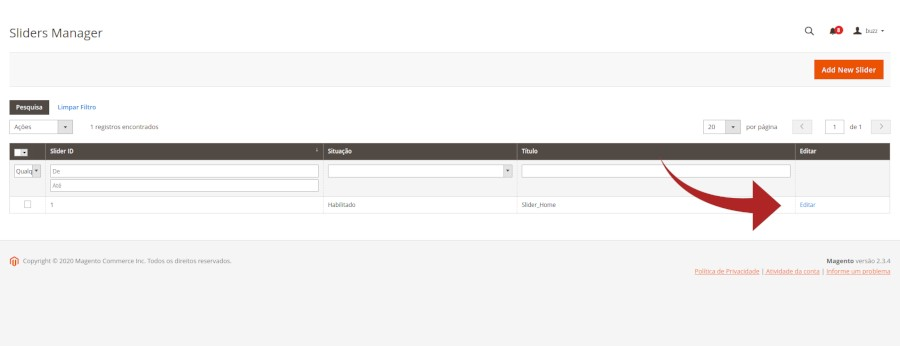 Sliders Manager
8
buzz
Add New Slider
Pesquisa Limpar Filtro
Ações 1 registros encontrados 20 por página 1 de 1
Slider ID Situação Título Editar
Qualq De
Até
1 Habilitado Slider_Home Editar
Copyright © 2020 Magento Commerce Inc. Todos os direitos reservados. Magento versão 2.3.4
Política de Privacidade | Atividade da conta | Informe um problema